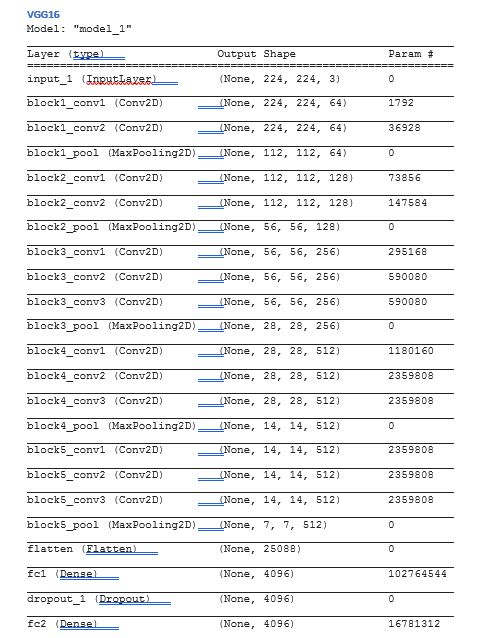 VGG16
Model: "model_1"
Layer (type) Output Shape Param #
=================================================================
input_1 (InputLayer) (None, 224, 224, 3) 0
block1_conv1 (Conv2D) (None, 224, 224, 64) 1792
block1_conv2 (Conv2D) (None, 224, 224, 64) 36928
block1_pool (MaxPooling2D) (None, 112, 112, 64) 0
block2_conv1 (Conv2D) (None, 112, 112, 128) 73856
block2_conv2 (Conv2D) (None, 112, 112, 128) 147584
block2_pool (MaxPooling2D) (None, 56, 56, 128) 0
block3_conv1 (Conv2D) (None, 56, 56, 256) 295168
block3_conv2 (Conv2D) (None, 56, 56, 256) 590080
block3_conv3 (Conv2D) (None, 56, 56, 256) 590080
block3_pool (MaxPooling2D) (None, 28, 28, 256) 0
block4_conv1 (Conv2D) (None, 28, 28, 512) 1180160
block4_conv2 (Conv2D) (None, 28, 28, 512) 2359808
block4_conv3 (Conv2D) (None, 28, 28, 512) 2359808
block4_pool (MaxPooling2D) (None, 14, 14, 512) 0
block5_conv1 (Conv2D) (None, 14, 14, 512) 2359808
block5_conv2 (Conv2D) (None, 14, 14, 512) 2359808
block5_conv3 (Conv2D) (None, 14, 14, 512) 2359808
block5_pool (MaxPooling2D) (None, 7, 7, 512) 0
flatten (Flatten) (None, 25088) 0
fc1 (Dense) (None, 4096) 102764544
dropout_1 (Dropout) (None, 4096) 0
fc2 (Dense) (None, 4096) 16781312